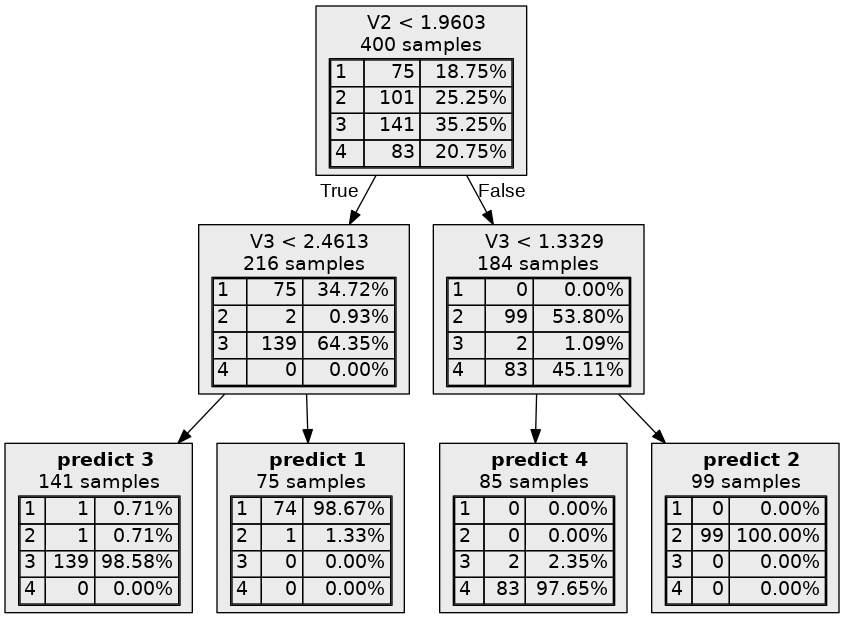 V2 < 1.9603
400 samples
1 75 18.75%
2 101 25.25%
3 141 35.25%
4 83 20.75%
True
False
V3 < 2.4613
216 samples
1 75 34.72%
2 2 0.93%
3 139 64.35%
4 0 0.00%
V3 < 1.3329
184 samples
1 0 0.00%
2 99 53.80%
3 2 1.09%
4 83 45.11%
predict 3
141 samples
1 1 0.71%
2 1 0.71%
3 139 98.58%
4 0 0.00%
predict 1
75 samples
1 74 98.67%
2 1 1.33%
3 0 0.00%
4 0 0.00%
predict 4
85 samples
1 0 0.00%
2 0 0.00%
3 2 2.35%
4 83 97.65%
predict 2
99 samples
1 0 0.00%
2 99 100.00%
3 0 0.00%
4 0 0.00%